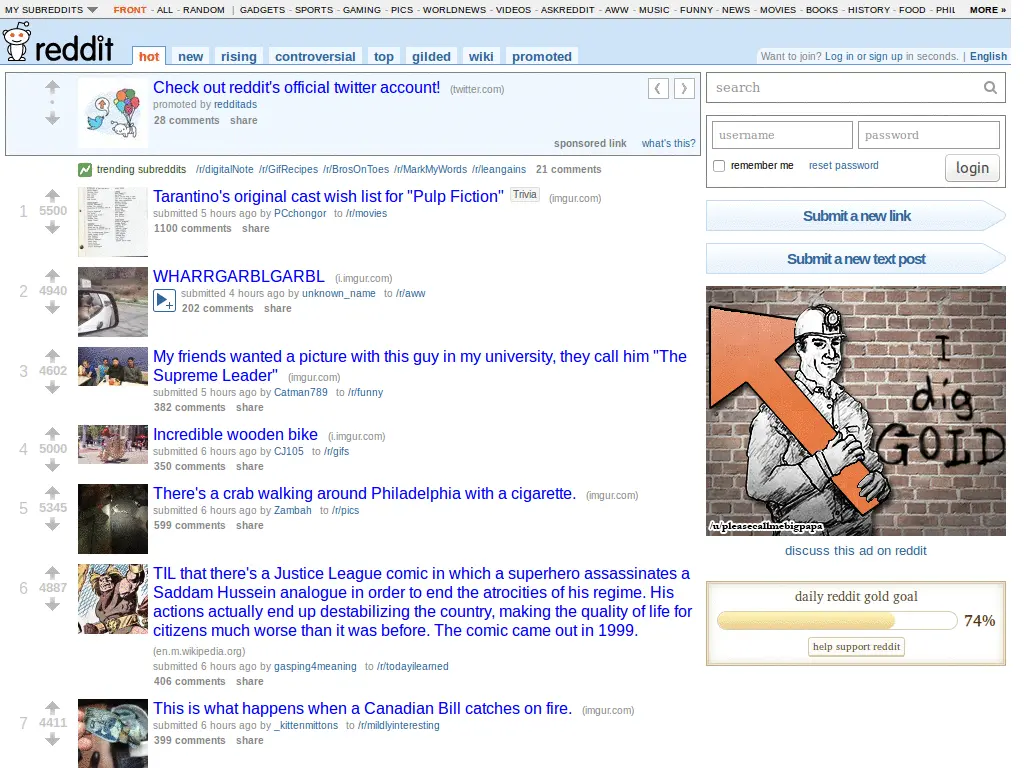 MY SUBREDDITS FRONT - ALL - RANDOM | GADGETS - SPORTS - GAMING - PICS - WORLDNEWS - VIDEOS - ASKREDDIT - AWW - MUSIC - FUNNY - NEWS - MOVIES - BOOKS - HISTORY - FOOD - PHIL MORE »
reddit hot new rising controversial top gilded wiki promoted
Want to join? Log in or sign up in seconds. | English
Check out reddit's official twitter account! (twitter.com)
promoted by redditads
28 comments share
sponsored link what's this?
trending subreddits /r/digitalNote /r/GifRecipes /r/BrosOnToes /r/MarkMyWords /r/leangains 21 comments
1 5500
Tarantino's original cast wish list for "Pulp Fiction" Trivia (imgur.com)
submitted 5 hours ago by PCchongor to /r/movies
1100 comments share
2 4940
WHARRGARBLGARBL (i.imgur.com)
submitted 4 hours ago by unknown_name to /r/aww
202 comments share
3 4602
My friends wanted a picture with this guy in my university, they call him "The
Supreme Leader" (imgur.com)
submitted 5 hours ago by Catman789 to /r/funny
382 comments share
4 5000
Incredible wooden bike (i.imgur.com)
submitted 6 hours ago by CJ105 to /r/gifs
350 comments share
5 5345
There's a crab walking around Philadelphia with a cigarette. (imgur.com)
submitted 6 hours ago by Zambah to /r/pics
599 comments share
6 4887
TIL that there's a Justice League comic in which a superhero assassinates a
Saddam Hussein analogue in order to end the atrocities of his regime. His
actions actually end up destabilizing the country, making the quality of life for
citizens much worse than it was before. The comic came out in 1999.
(en.m.wikipedia.org)
submitted 6 hours ago by gasping4meaning to /r/todayilearned
406 comments share
7 4411
This is what happens when a Canadian Bill catches on fire. (imgur.com)
submitted 6 hours ago by _kittenmittons to /r/mildlyinteresting
399 comments share
search
username password
remember me reset password login
Submit a new link
Submit a new text post
I
dig
GOLD
/u/pleasecallmebigpapa
discuss this ad on reddit
daily reddit gold goal
74%
help support reddit